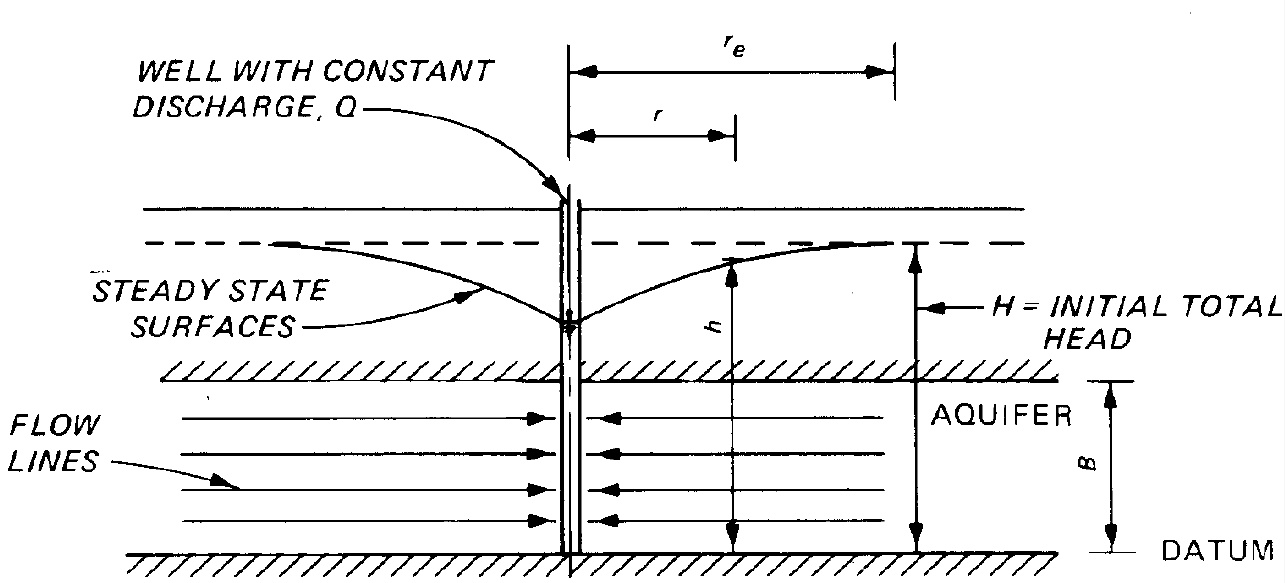 r_e
WELL WITH CONSTANT
DISCHARGE, Q
r
STEADY STATE
SURFACES
h
H = INITIAL TOTAL
HEAD
FLOW
LINES
AQUIFER
B
DATUM